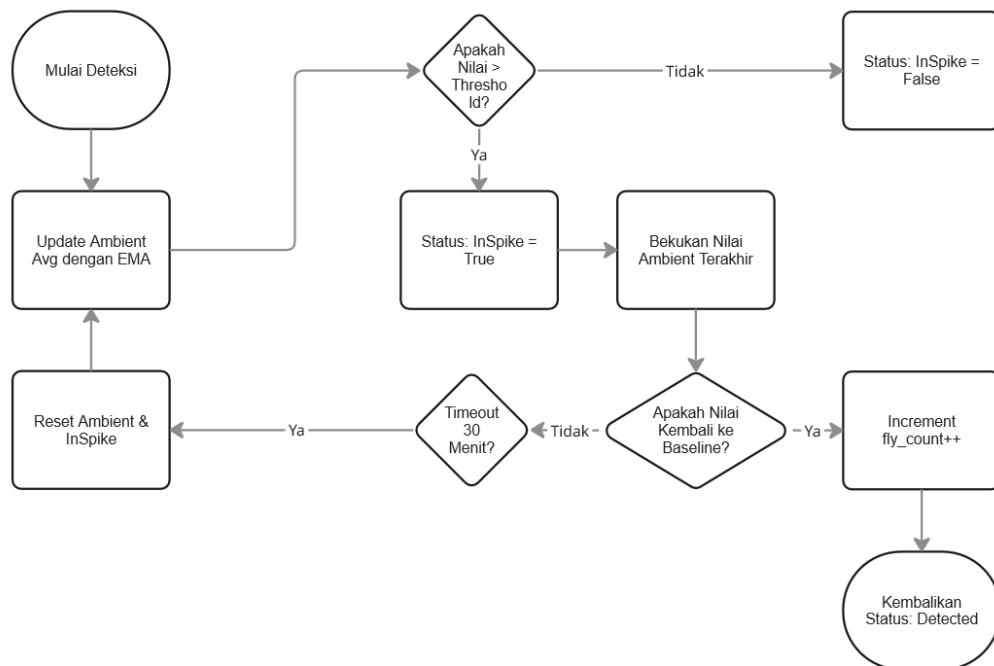 Mulai Deteksi
Apakah
Nilai >
Thresho
ld?
Tidak
Status: InSpike =
False
Ya
Update Ambient
Avg dengan EMA
Status: InSpike =
True
Bekukan Nilai
Ambient Terakhir
Reset Ambient &
InSpike
Ya
Timeout
30
Menit?
Tidak
Apakah Nilai
Kembali ke
Baseline?
Ya
Increment
fly_count++
Kembalikan
Status: Detected